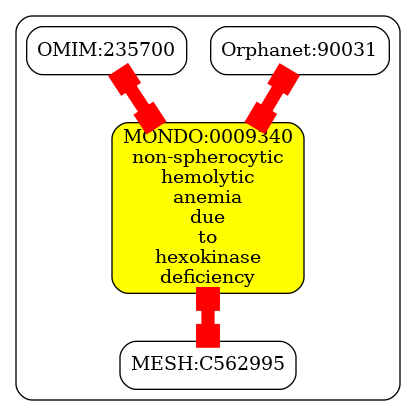 OMIM:235700
Orphanet:90031
MONDO:0009340
non-spherocytic
hemolytic
anemia
due
to
hexokinase
deficiency
MESH:C562995